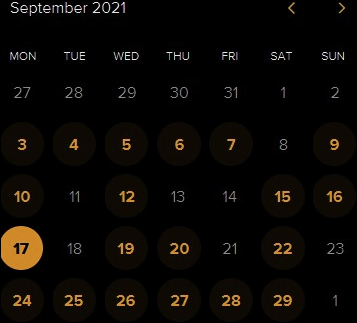 September 2021
MON TUE WED THU FRI SAT SUN
27 28 29 30 31 1 2
3 4 5 6 7 8 9
10 11 12 13 14 15 16
17 18 19 20 21 22 23
24 25 26 27 28 29 1